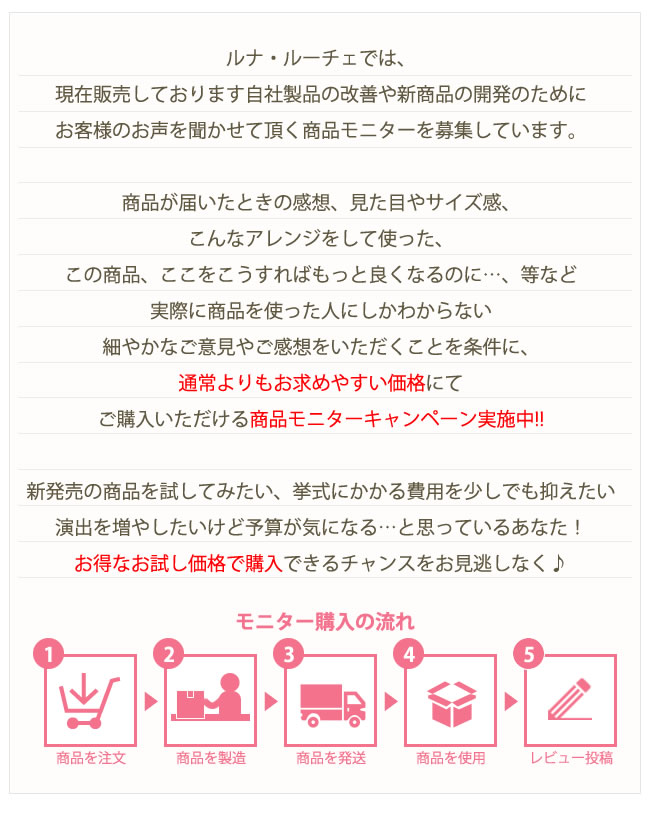 ルナ・ルーチェでは、
現在販売しております自社製品の改善や新商品の開発のために
お客様のお声を聞かせて頂く商品モニターを募集しています。
商品が届いたときの感想、見た目やサイズ感、
こんなアレンジをして使った、
この商品、ここをこうすればもっと良くなるのに…、等など
実際に商品を使った人にしかわからない
細やかなご意見やご感想をいただくことを条件に、
通常よりもお求めやすい価格にて
ご購入いただける商品モニターキャンペーン実施中!!
新発売の商品を試してみたい、挙式にかかる費用を少しでも抑えたい
演出を増やしたいけど予算が気になる…と思っているあなた！
お得なお試し価格で購入できるチャンスをお見逃しなく♪
モニター購入の流れ
1 2 3 4 5
商品を注文 商品を製造 商品を発送 商品を使用 レビュー投稿